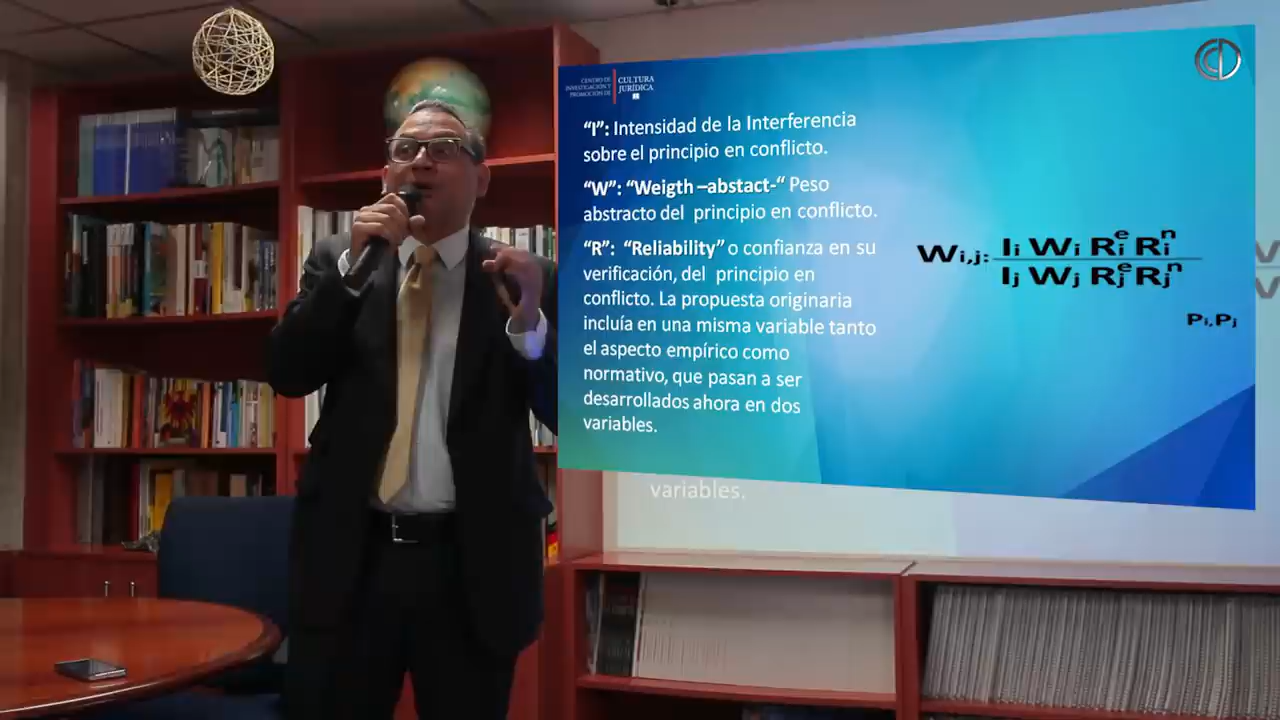 CENTRO DE
INVESTIGACIÓN Y
PROMOCIÓN DE
CULTURA
JURÍDICA
“I”: Intensidad de la Interferencia
sobre el principio en conflicto.
“W”: “Weigth –abstact-“ Peso
abstracto del principio en conflicto.
“R”: “Reliability” o confianza en su
verificación, del principio en
conflicto. La propuesta originaria
incluía en una misma variable tanto
el aspecto empírico como
normativo, que pasan a ser
desarrollados ahora en dos
variables.
Wi,j: Ii Wi Rie Rin
Ij Wj Rje Rjn
Pi,Pj
variables.